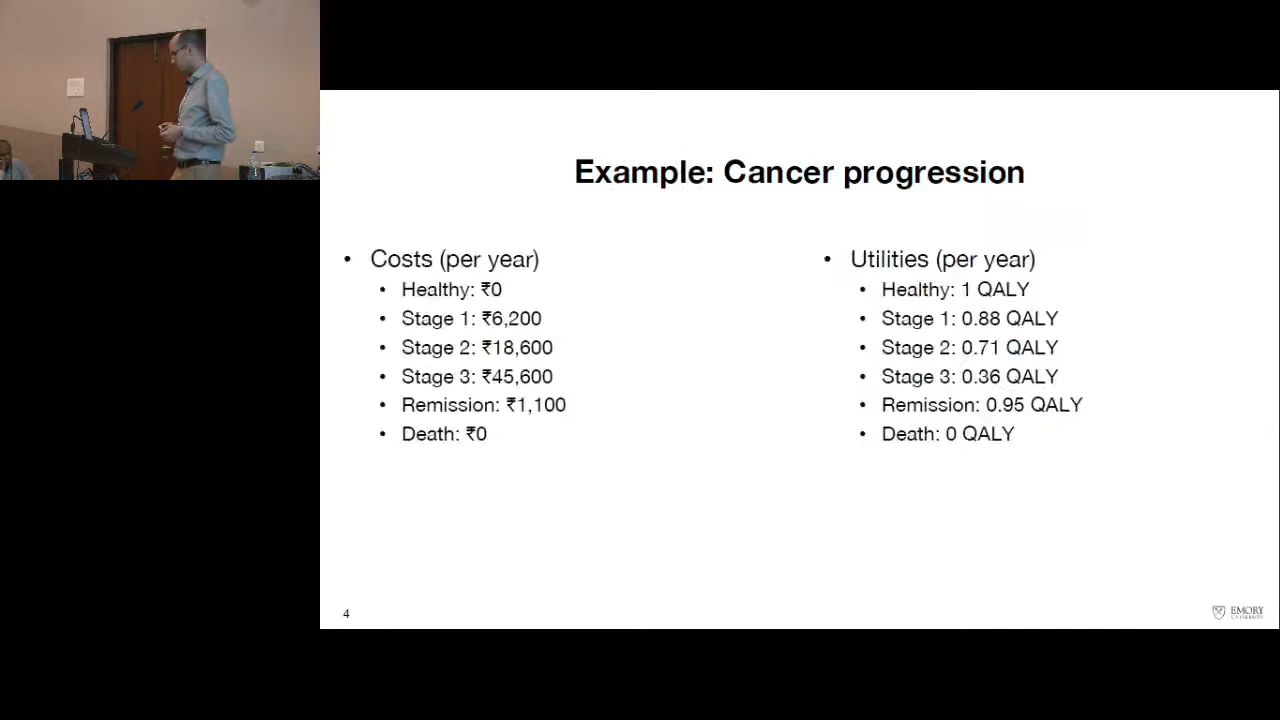 Example: Cancer progression
• Costs (per year)
• Healthy: ₹0
• Stage 1: ₹6,200
• Stage 2: ₹18,600
• Stage 3: ₹45,600
• Remission: ₹1,100
• Death: ₹0
• Utilities (per year)
• Healthy: 1 QALY
• Stage 1: 0.88 QALY
• Stage 2: 0.71 QALY
• Stage 3: 0.36 QALY
• Remission: 0.95 QALY
• Death: 0 QALY
4
EMORY
UNIVERSITY